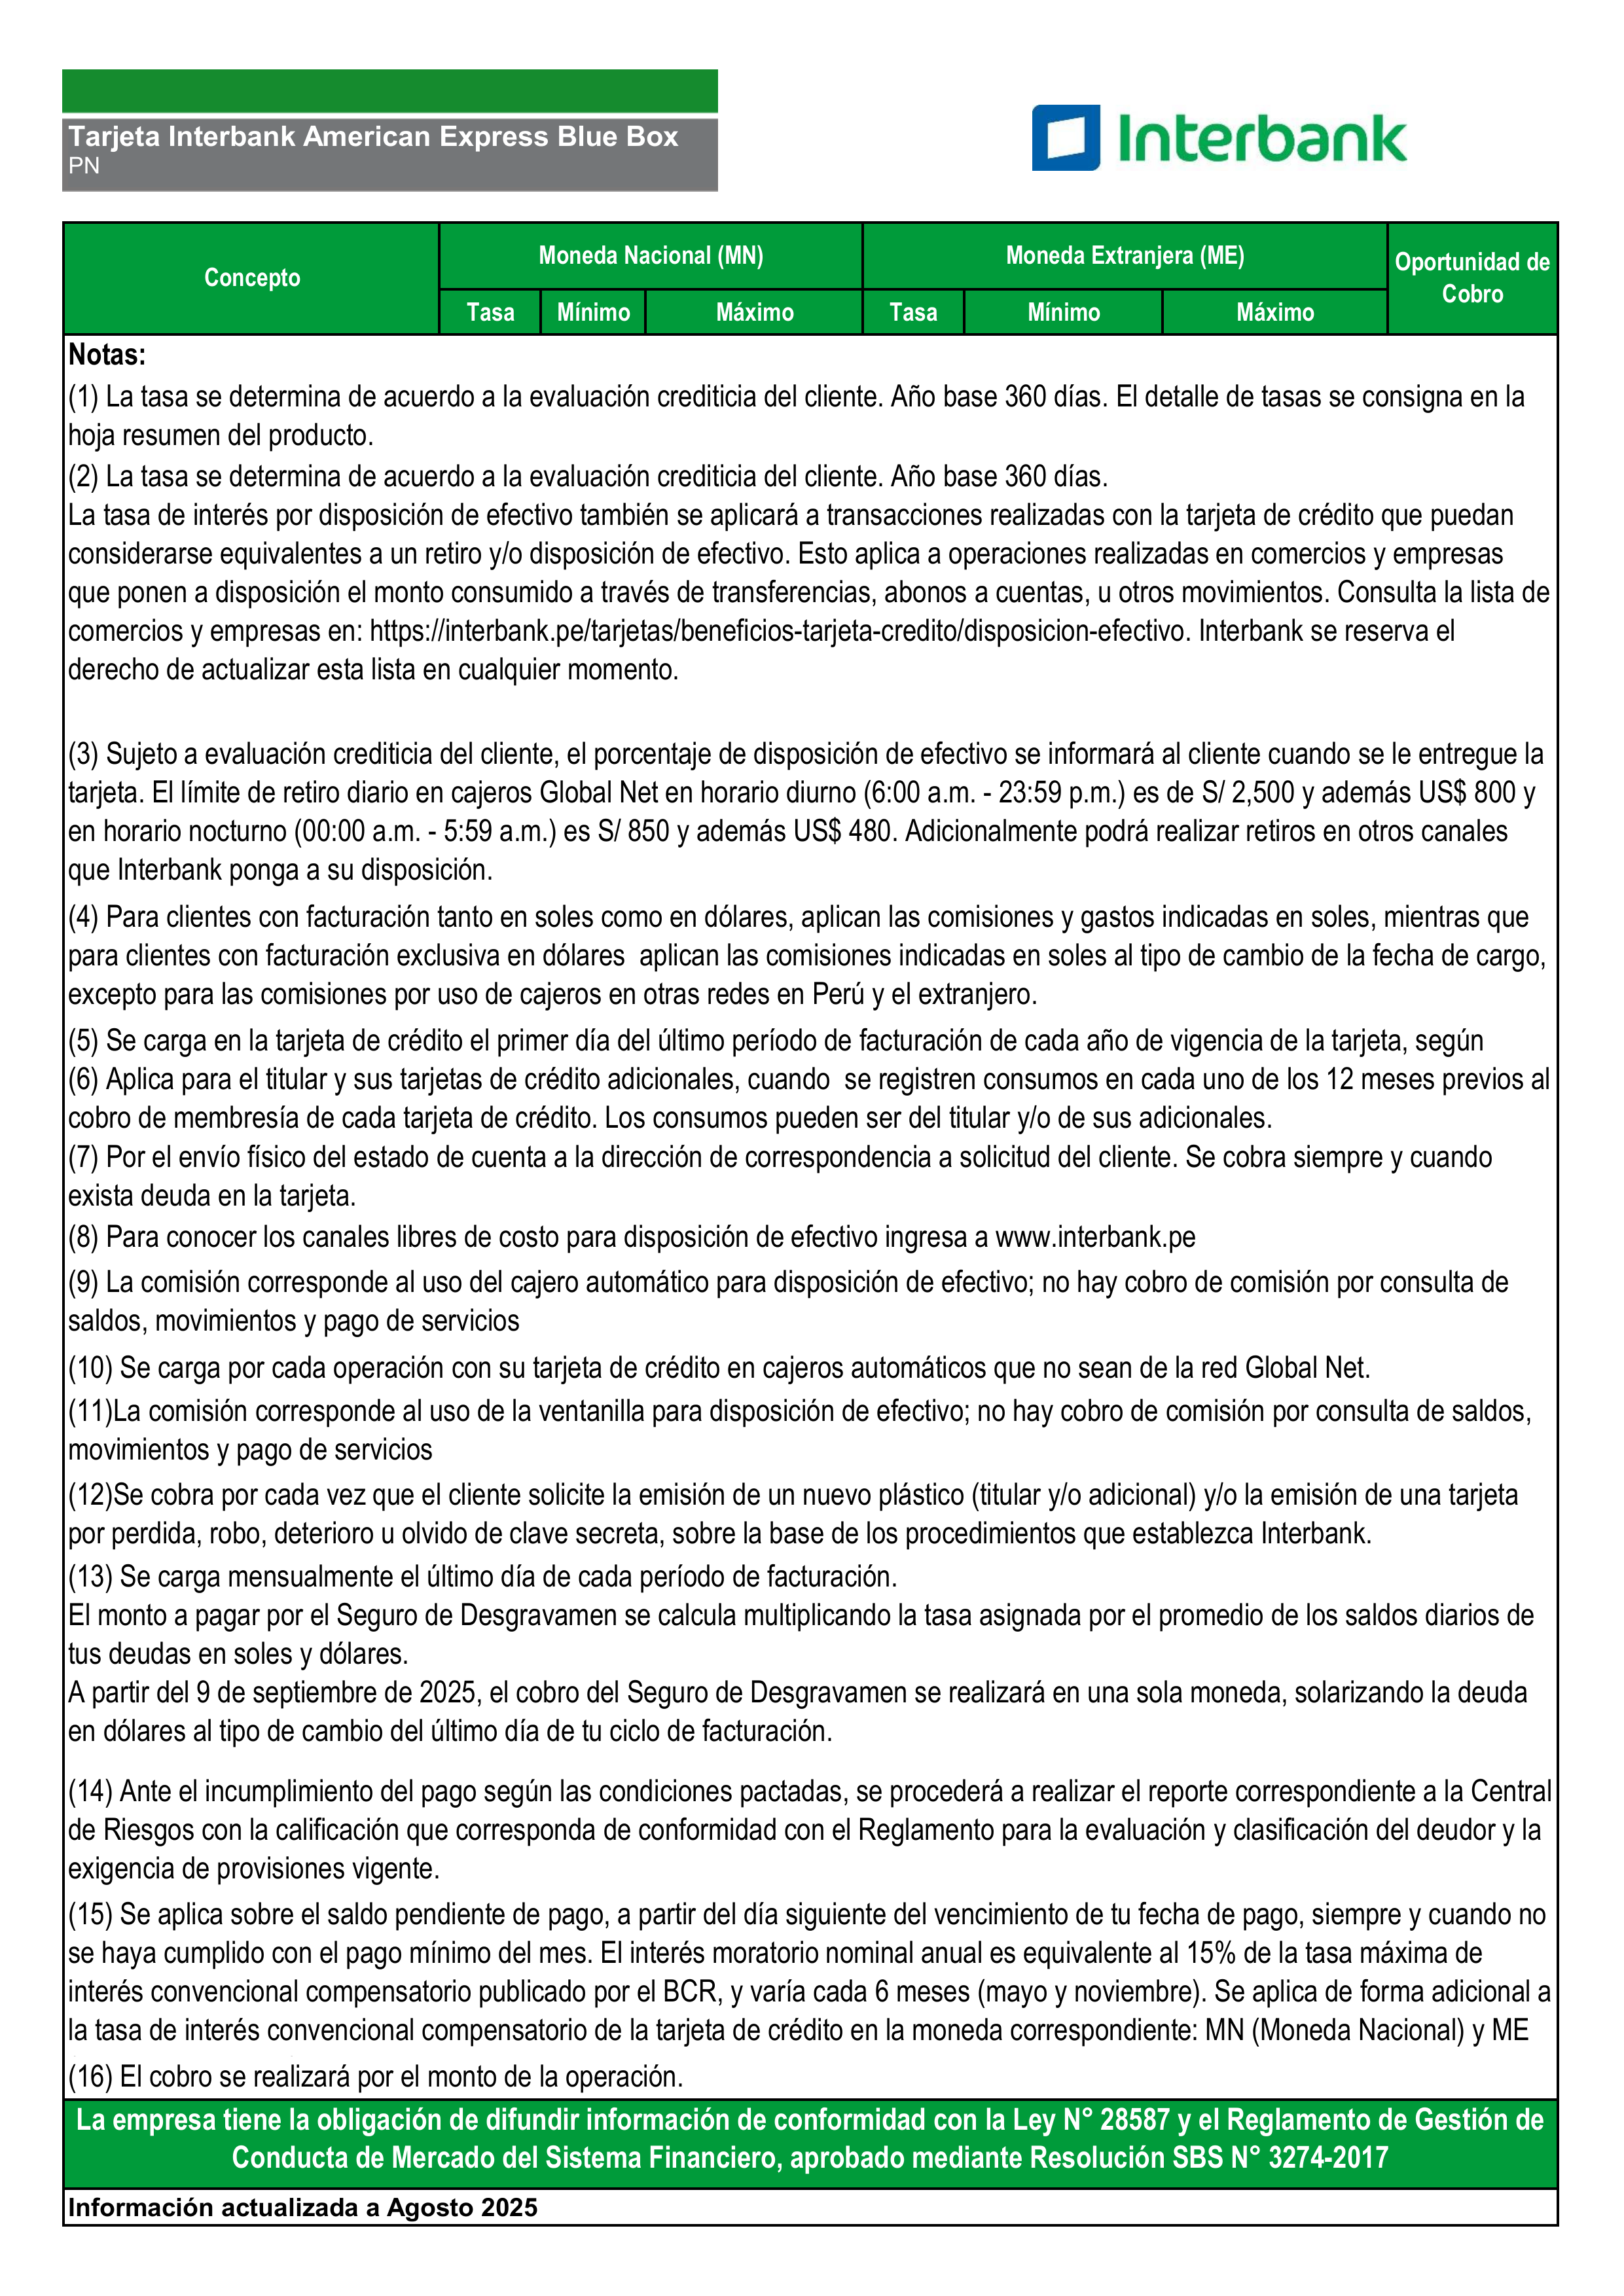 Tarjeta Interbank American Express Blue Box
PN
Interbank
Concepto
Moneda Nacional (MN)
Moneda Extranjera (ME)
Oportunidad de
Cobro
Tasa
Mínimo
Máximo
Tasa
Mínimo
Máximo
Notas:
(1) La tasa se determina de acuerdo a la evaluación crediticia del cliente. Año base 360 días. El detalle de tasas se consigna en la
hoja resumen del producto.
(2) La tasa se determina de acuerdo a la evaluación crediticia del cliente. Año base 360 días.
La tasa de interés por disposición de efectivo también se aplicará a transacciones realizadas con la tarjeta de crédito que puedan
considerarse equivalentes a un retiro y/o disposición de efectivo. Esto aplica a operaciones realizadas en comercios y empresas
que ponen a disposición el monto consumido a través de transferencias, abonos a cuentas, u otros movimientos. Consulta la lista de
comercios y empresas en: https://interbank.pe/tarjetas/beneficios-tarjeta-credito/disposicion-efectivo. Interbank se reserva el
derecho de actualizar esta lista en cualquier momento.
(3) Sujeto a evaluación crediticia del cliente, el porcentaje de disposición de efectivo se informará al cliente cuando se le entregue la
tarjeta. El límite de retiro diario en cajeros Global Net en horario diurno (6:00 a.m. - 23:59 p.m.) es de S/ 2,500 y además US$ 800 y
en horario nocturno (00:00 a.m. - 5:59 a.m.) es S/ 850 y además US$ 480. Adicionalmente podrá realizar retiros en otros canales
que Interbank ponga a su disposición.
(4) Para clientes con facturación tanto en soles como en dólares, aplican las comisiones y gastos indicadas en soles, mientras que
para clientes con facturación exclusiva en dólares  aplican las comisiones indicadas en soles al tipo de cambio de la fecha de cargo,
excepto para las comisiones por uso de cajeros en otras redes en Perú y el extranjero.
(5) Se carga en la tarjeta de crédito el primer día del último período de facturación de cada año de vigencia de la tarjeta, según
(6) Aplica para el titular y sus tarjetas de crédito adicionales, cuando  se registren consumos en cada uno de los 12 meses previos al
cobro de membresía de cada tarjeta de crédito. Los consumos pueden ser del titular y/o de sus adicionales.
(7) Por el envío físico del estado de cuenta a la dirección de correspondencia a solicitud del cliente. Se cobra siempre y cuando
exista deuda en la tarjeta.
(8) Para conocer los canales libres de costo para disposición de efectivo ingresa a www.interbank.pe
(9) La comisión corresponde al uso del cajero automático para disposición de efectivo; no hay cobro de comisión por consulta de
saldos, movimientos y pago de servicios
(10) Se carga por cada operación con su tarjeta de crédito en cajeros automáticos que no sean de la red Global Net.
(11)La comisión corresponde al uso de la ventanilla para disposición de efectivo; no hay cobro de comisión por consulta de saldos,
movimientos y pago de servicios
(12)Se cobra por cada vez que el cliente solicite la emisión de un nuevo plástico (titular y/o adicional) y/o la emisión de una tarjeta
por perdida, robo, deterioro u olvido de clave secreta, sobre la base de los procedimientos que establezca Interbank.
(13) Se carga mensualmente el último día de cada período de facturación.
El monto a pagar por el Seguro de Desgravamen se calcula multiplicando la tasa asignada por el promedio de los saldos diarios de
tus deudas en soles y dólares.
A partir del 9 de septiembre de 2025, el cobro del Seguro de Desgravamen se realizará en una sola moneda, solarizando la deuda
en dólares al tipo de cambio del último día de tu ciclo de facturación.
(14) Ante el incumplimiento del pago según las condiciones pactadas, se procederá a realizar el reporte correspondiente a la Central
de Riesgos con la calificación que corresponda de conformidad con el Reglamento para la evaluación y clasificación del deudor y la
exigencia de provisiones vigente.
(15) Se aplica sobre el saldo pendiente de pago, a partir del día siguiente del vencimiento de tu fecha de pago, siempre y cuando no
se haya cumplido con el pago mínimo del mes. El interés moratorio nominal anual es equivalente al 15% de la tasa máxima de
interés convencional compensatorio publicado por el BCR, y varía cada 6 meses (mayo y noviembre). Se aplica de forma adicional a
la tasa de interés convencional compensatorio de la tarjeta de crédito en la moneda correspondiente: MN (Moneda Nacional) y ME
(16) El cobro se realizará por el monto de la operación.
La empresa tiene la obligación de difundir información de conformidad con la Ley N° 28587 y el Reglamento de Gestión de
Conducta de Mercado del Sistema Financiero, aprobado mediante Resolución SBS N° 3274-2017
Información actualizada a Agosto 2025